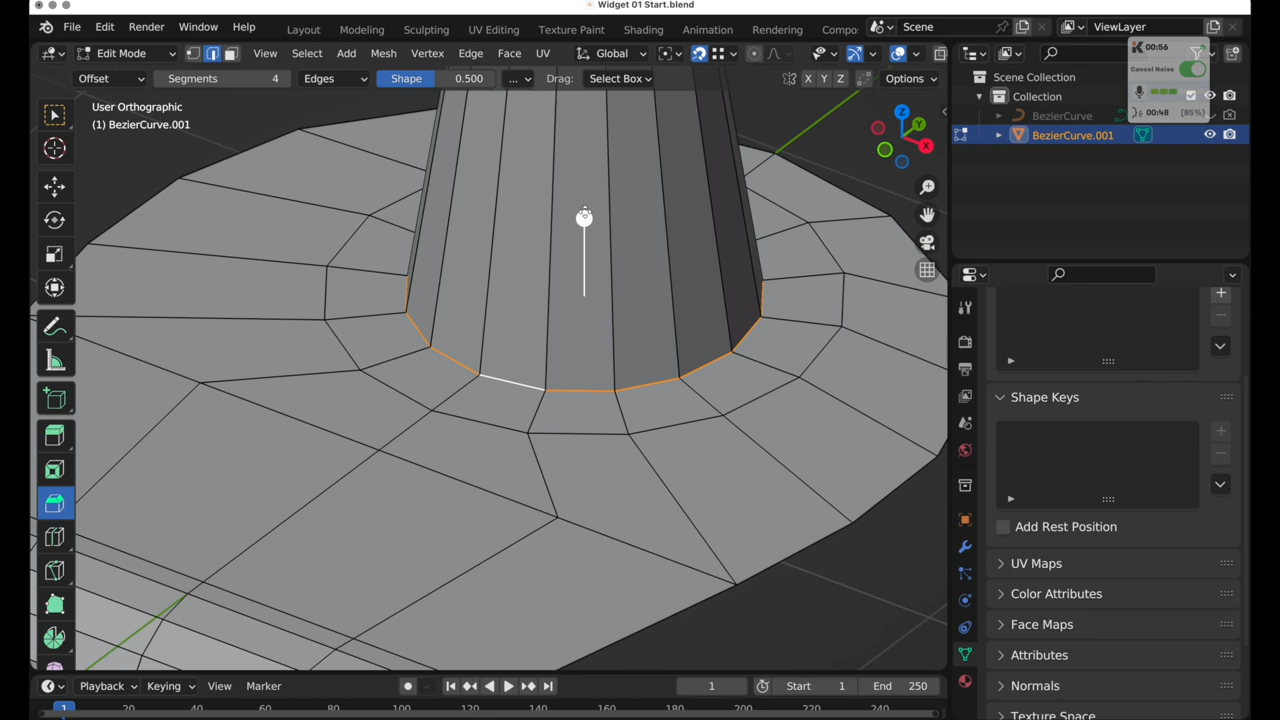 Widget 01 Start.blend
File Edit Render Window Help Layout Modeling Sculpting UV Editing Texture Paint Shading Animation Rendering Compo Scene ViewLayer
Edit Mode View Select Add Mesh Vertex Edge Face UV Global
Offset Segments 4 Edges Shape 0.500 ... Drag: Select Box X Y Z Options
User Orthographic
(1) BezierCurve.001
Z
Y
X
00:56
Cancel Noise
00:48 (85%)
Scene Collection
Collection
BezierCurve
BezierCurve.001
Shape Keys
Add Rest Position
UV Maps
Color Attributes
Face Maps
Attributes
Normals
Texture Space
Playback Keying View Marker 1 Start 1 End 250
1 20 40 60 80 100 120 140 160 180 200 220 240